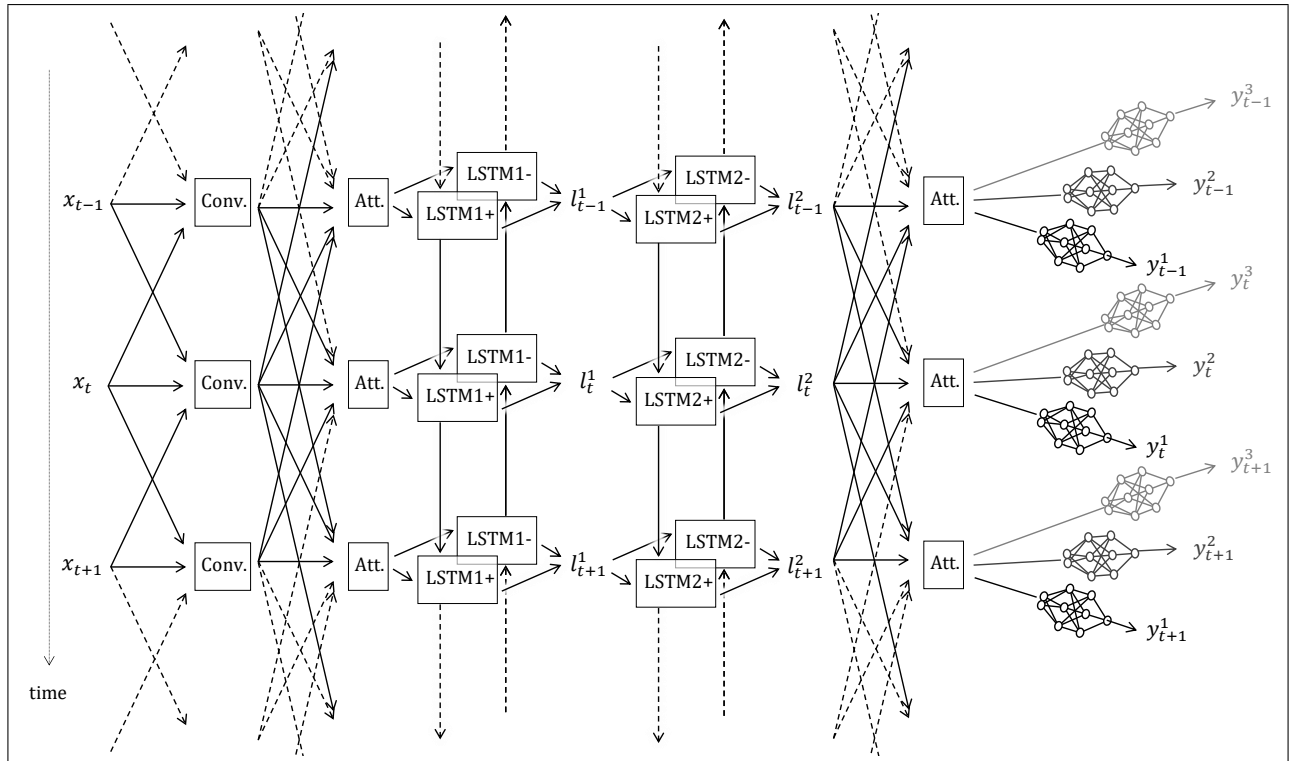 y³ₜ₋₁
LSTM1-
LSTM2-
y²ₜ₋₁
xₜ₋₁
Conv.
Att.
LSTM1+
l¹ₜ₋₁
LSTM2+
l²ₜ₋₁
Att.
y¹ₜ₋₁
y³ₜ
LSTM1-
LSTM2-
y²ₜ
xₜ
Conv.
Att.
LSTM1+
l¹ₜ
LSTM2+
l²ₜ
Att.
y¹ₜ
y³ₜ₊₁
LSTM1-
LSTM2-
y²ₜ₊₁
xₜ₊₁
Conv.
Att.
LSTM1+
l¹ₜ₊₁
LSTM2+
l²ₜ₊₁
Att.
y¹ₜ₊₁
time